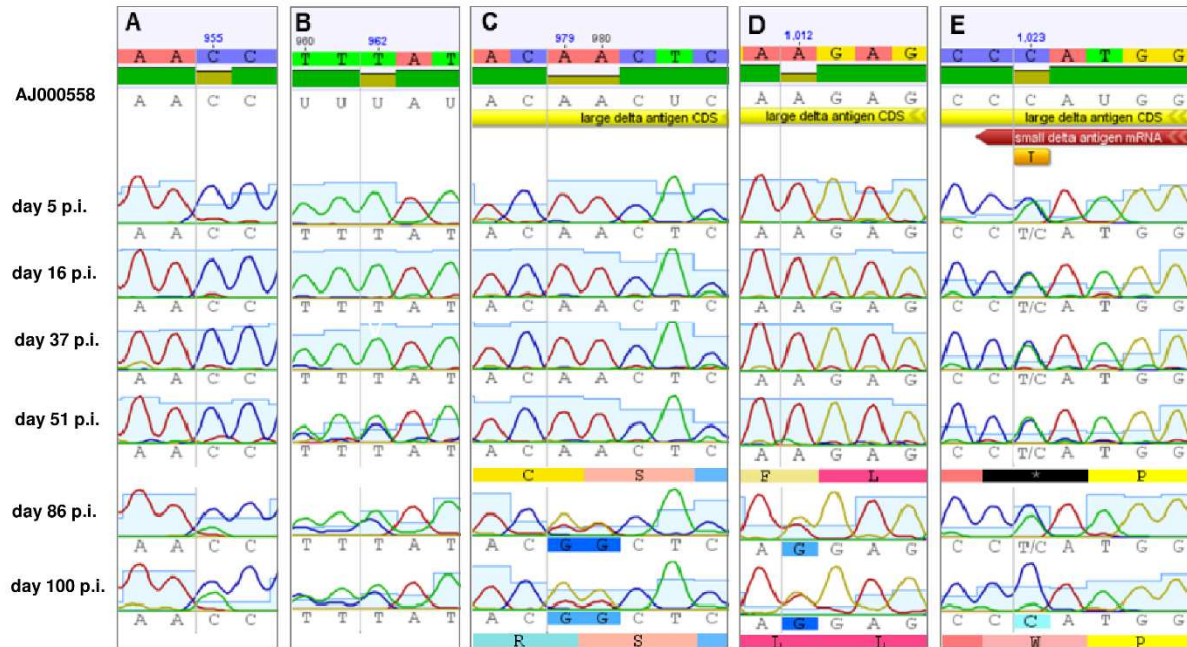 A B C D E
955 960 962 979 980 1,012 1,023
A A C C T T T A T A C A A C T C A A G A G C C C A T G G
AJ000558 A A C C U U U A U A C A A C U C A A G A G C C C A U G G
large delta antigen CDS large delta antigen CDS large delta antigen CDS
small delta antigen mRNA
T
day 5 p.i.
A A C C T T T A T A C A A C T C A A G A G C C T/C A T G G
day 16 p.i.
A A C C T T T A T A C A A C T C A A G A G C C T/C A T G G
day 37 p.i.
A A C C T T T A T A C A A C T C A A G A G C C T/C A T G G
day 51 p.i.
A A C C T T T A T A C A A C T C A A G A G C C T/C A T G G
C S F L * P
day 86 p.i.
A A C C T T T A T A C G G C T C A G G A G C C T/C A T G G
day 100 p.i.
A A C C T T T A T A C G G C T C A G G A G C C C A T G G
R S L L W P